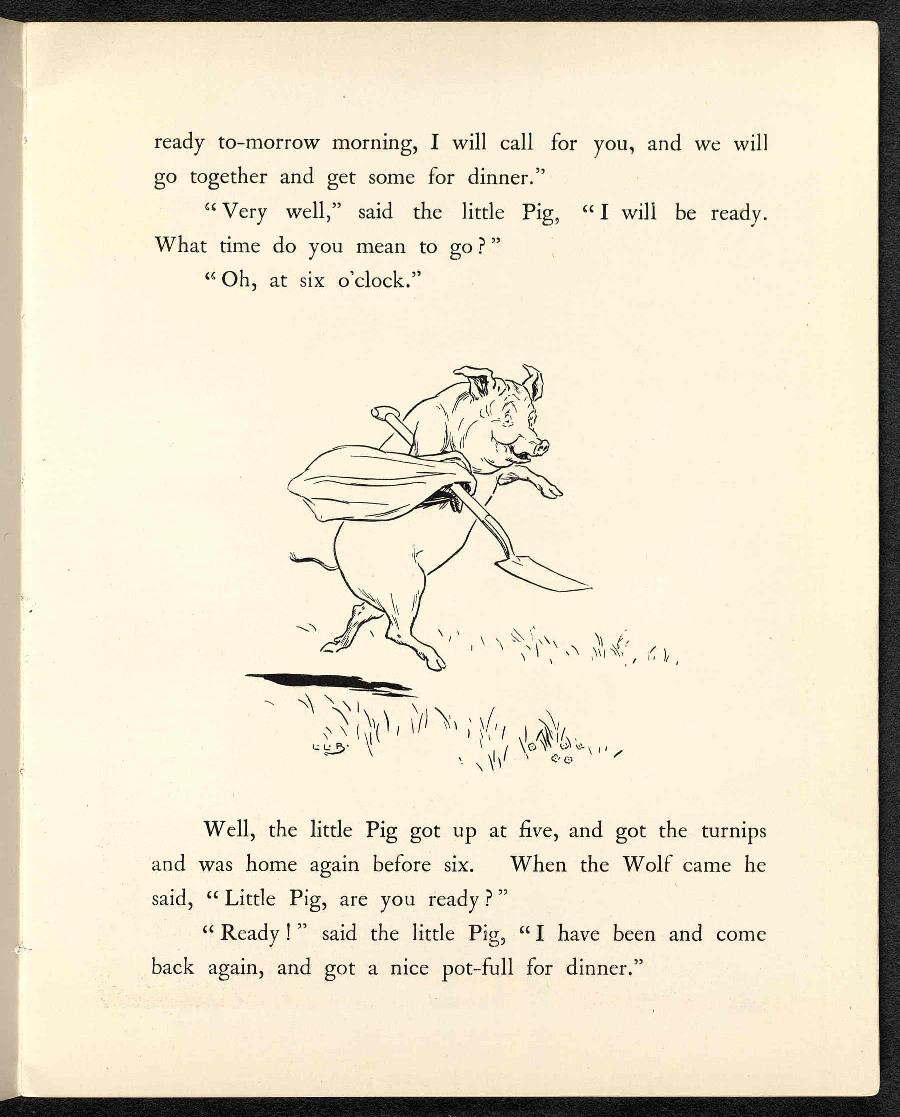 ready to-morrow morning, I will call for you, and we will
go together and get some for dinner.”
“Very well,” said the little Pig, “I will be ready.
What time do you mean to go?”
“Oh, at six o’clock.”
L.L.B.
Well, the little Pig got up at five, and got the turnips
and was home again before six. When the Wolf came he
said, “Little Pig, are you ready?”
“Ready!” said the little Pig, “I have been and come
back again, and got a nice pot-full for dinner.”